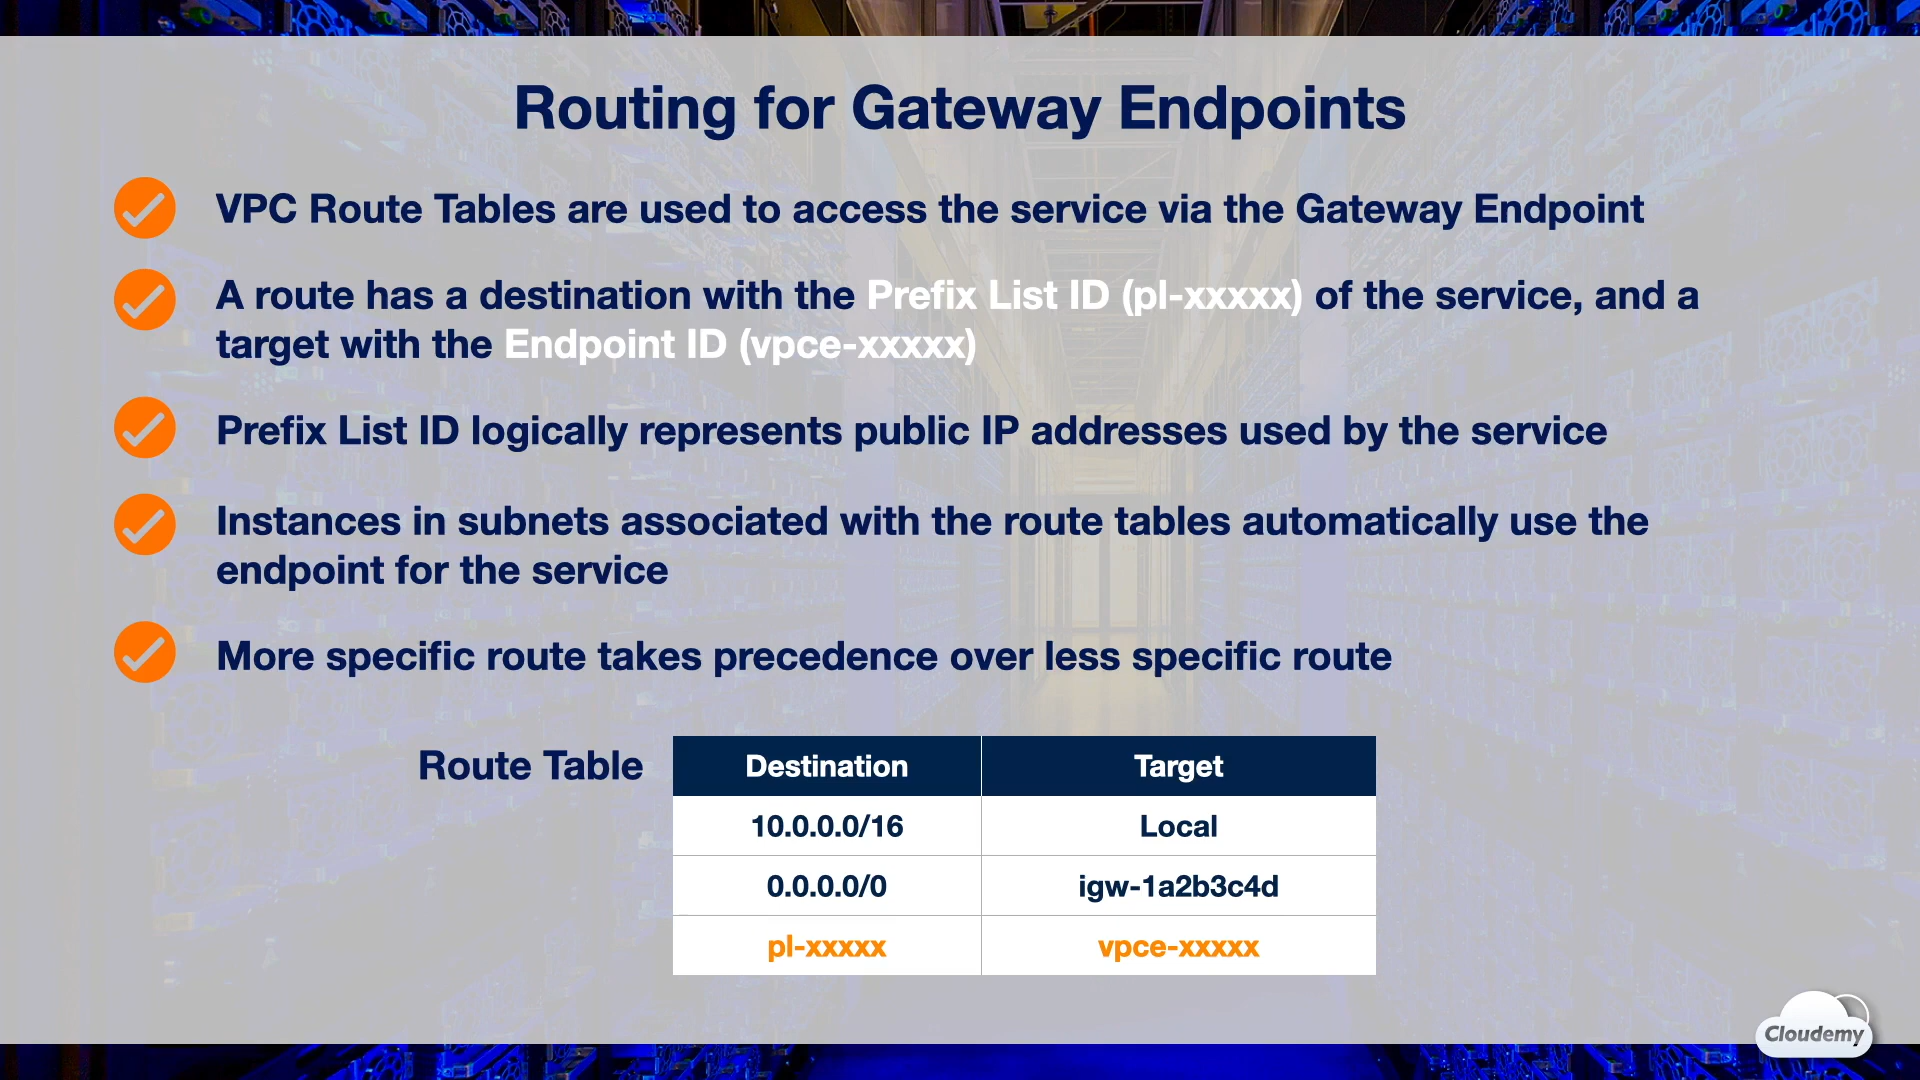 Routing for Gateway Endpoints
VPC Route Tables are used to access the service via the Gateway Endpoint
A route has a destination with the Prefix List ID (pl-xxxxx) of the service, and a
target with the Endpoint ID (vpce-xxxxx)
Prefix List ID logically represents public IP addresses used by the service
Instances in subnets associated with the route tables automatically use the
endpoint for the service
More specific route takes precedence over less specific route
Route Table
Destination Target
10.0.0.0/16 Local
0.0.0.0/0 igw-1a2b3c4d
pl-xxxxx vpce-xxxxx
Cloudemy